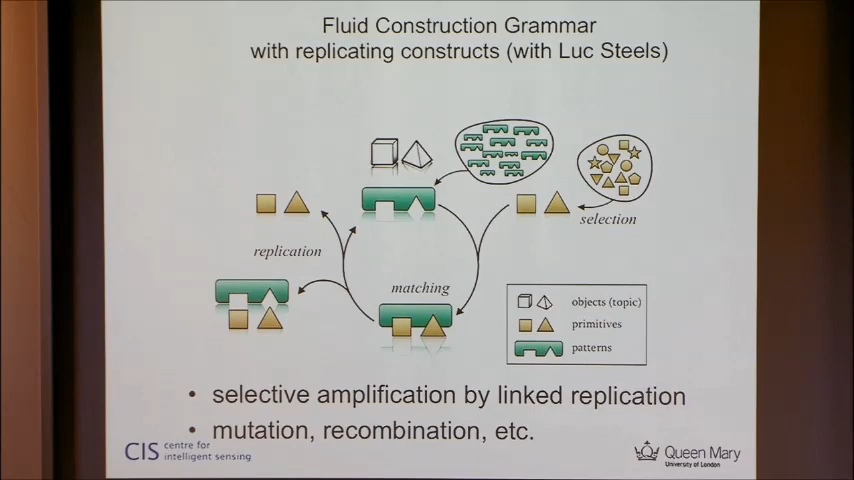 Fluid Construction Grammar
with replicating constructs (with Luc Steels)
selection
replication
matching
objects (topic)
primitives
patterns
• selective amplification by linked replication
• mutation, recombination, etc.
CIS centre for
intelligent sensing
Queen Mary
University of London